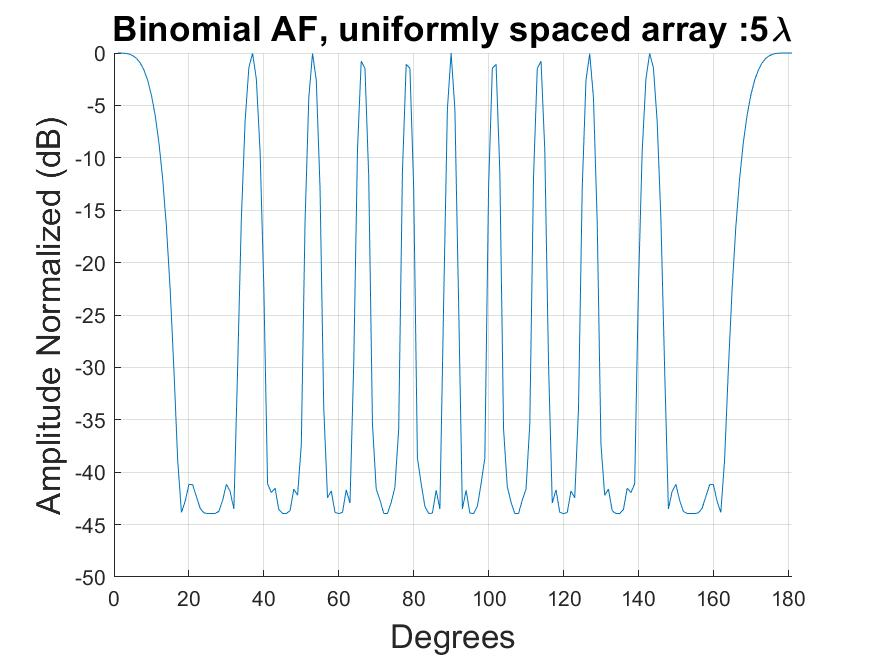 Binomial AF, uniformly spaced array :5λ
Amplitude Normalized (dB)
0
-5
-10
-15
-20
-25
-30
-35
-40
-45
-50
0 20 40 60 80 100 120 140 160 180
Degrees